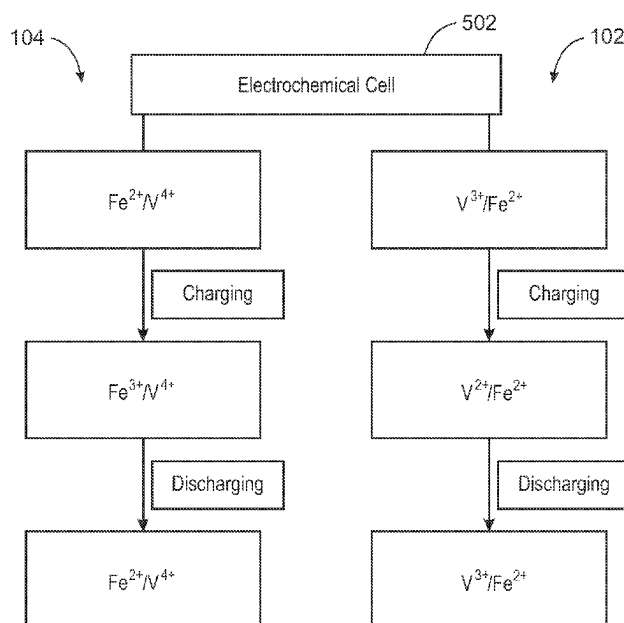 502
104
102
Electrochemical Cell
Fe²⁺/V⁴⁺
V³⁺/Fe²⁺
Charging
Charging
Fe³⁺/V⁴⁺
V²⁺/Fe²⁺
Discharging
Discharging
Fe²⁺/V⁴⁺
V³⁺/Fe²⁺